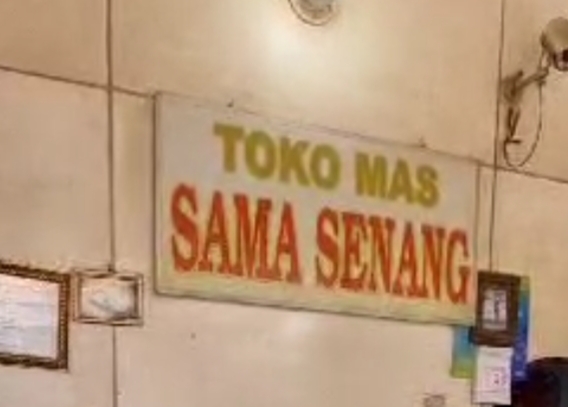 TOKO MAS
SAMA SENANG